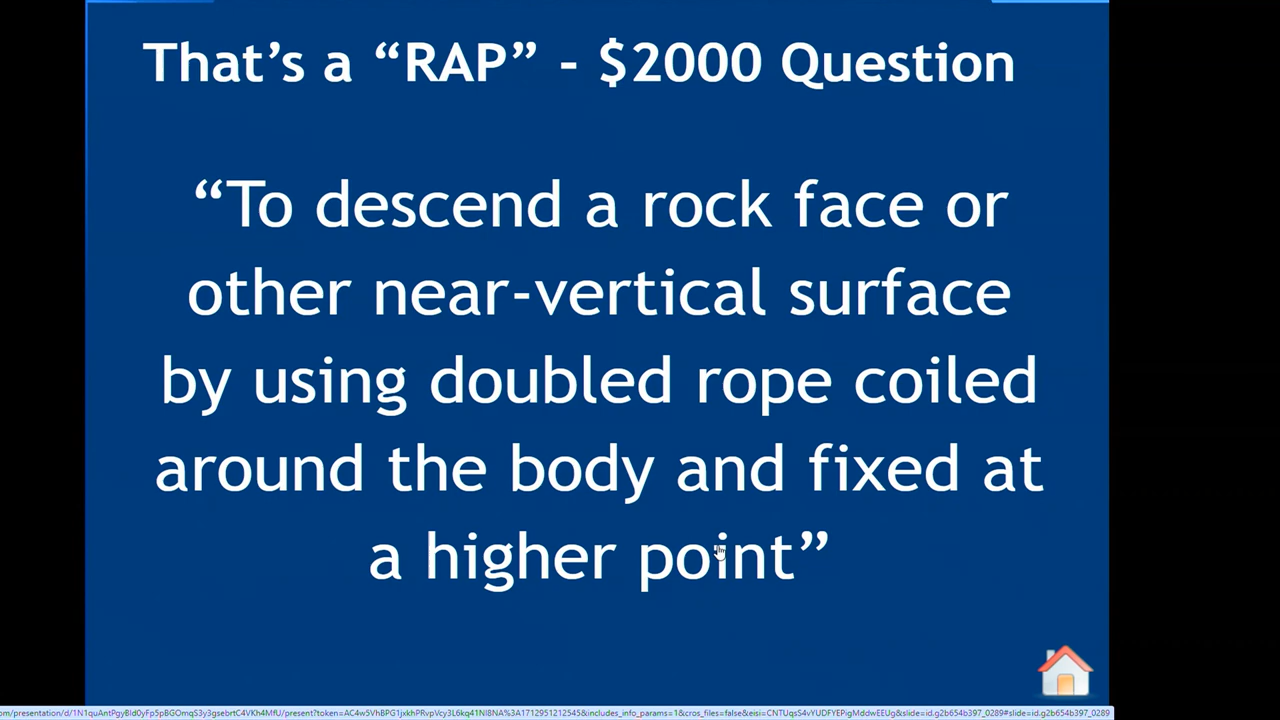 That’s a “RAP” - $2000 Question
“To descend a rock face or
other near-vertical surface
by using doubled rope coiled
around the body and fixed at
a higher point”